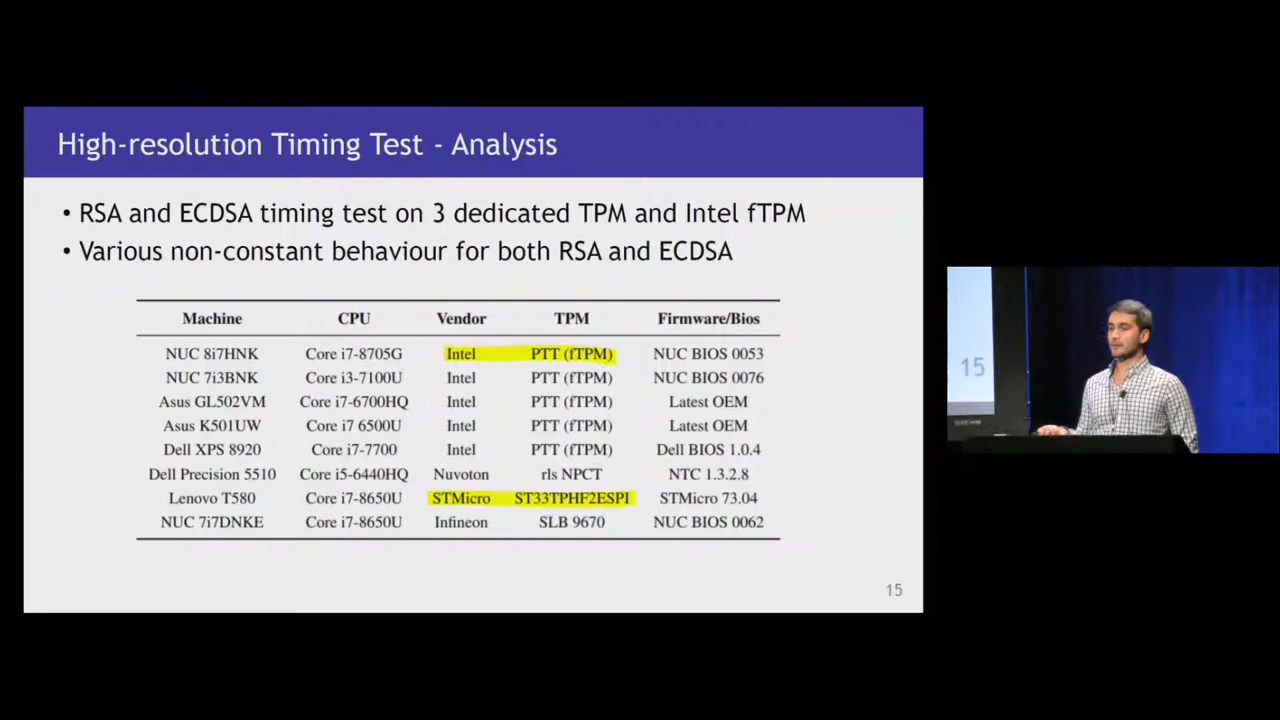 High-resolution Timing Test - Analysis
• RSA and ECDSA timing test on 3 dedicated TPM and Intel fTPM
• Various non-constant behaviour for both RSA and ECDSA
Machine CPU Vendor TPM Firmware/Bios
NUC 8i7HNK Core i7-8705G Intel PTT (fTPM) NUC BIOS 0053
NUC 7i3BNK Core i3-7100U Intel PTT (fTPM) NUC BIOS 0076
Asus GL502VM Core i7-6700HQ Intel PTT (fTPM) Latest OEM
Asus K501UW Core i7 6500U Intel PTT (fTPM) Latest OEM
Dell XPS 8920 Core i7-7700 Intel PTT (fTPM) Dell BIOS 1.0.4
Dell Precision 5510 Core i5-6440HQ Nuvoton rls NPCT NTC 1.3.2.8
Lenovo T580 Core i7-8650U STMicro ST33TPHF2ESPI STMicro 73.04
NUC 7i7DNKE Core i7-8650U Infineon SLB 9670 NUC BIOS 0062
15
15